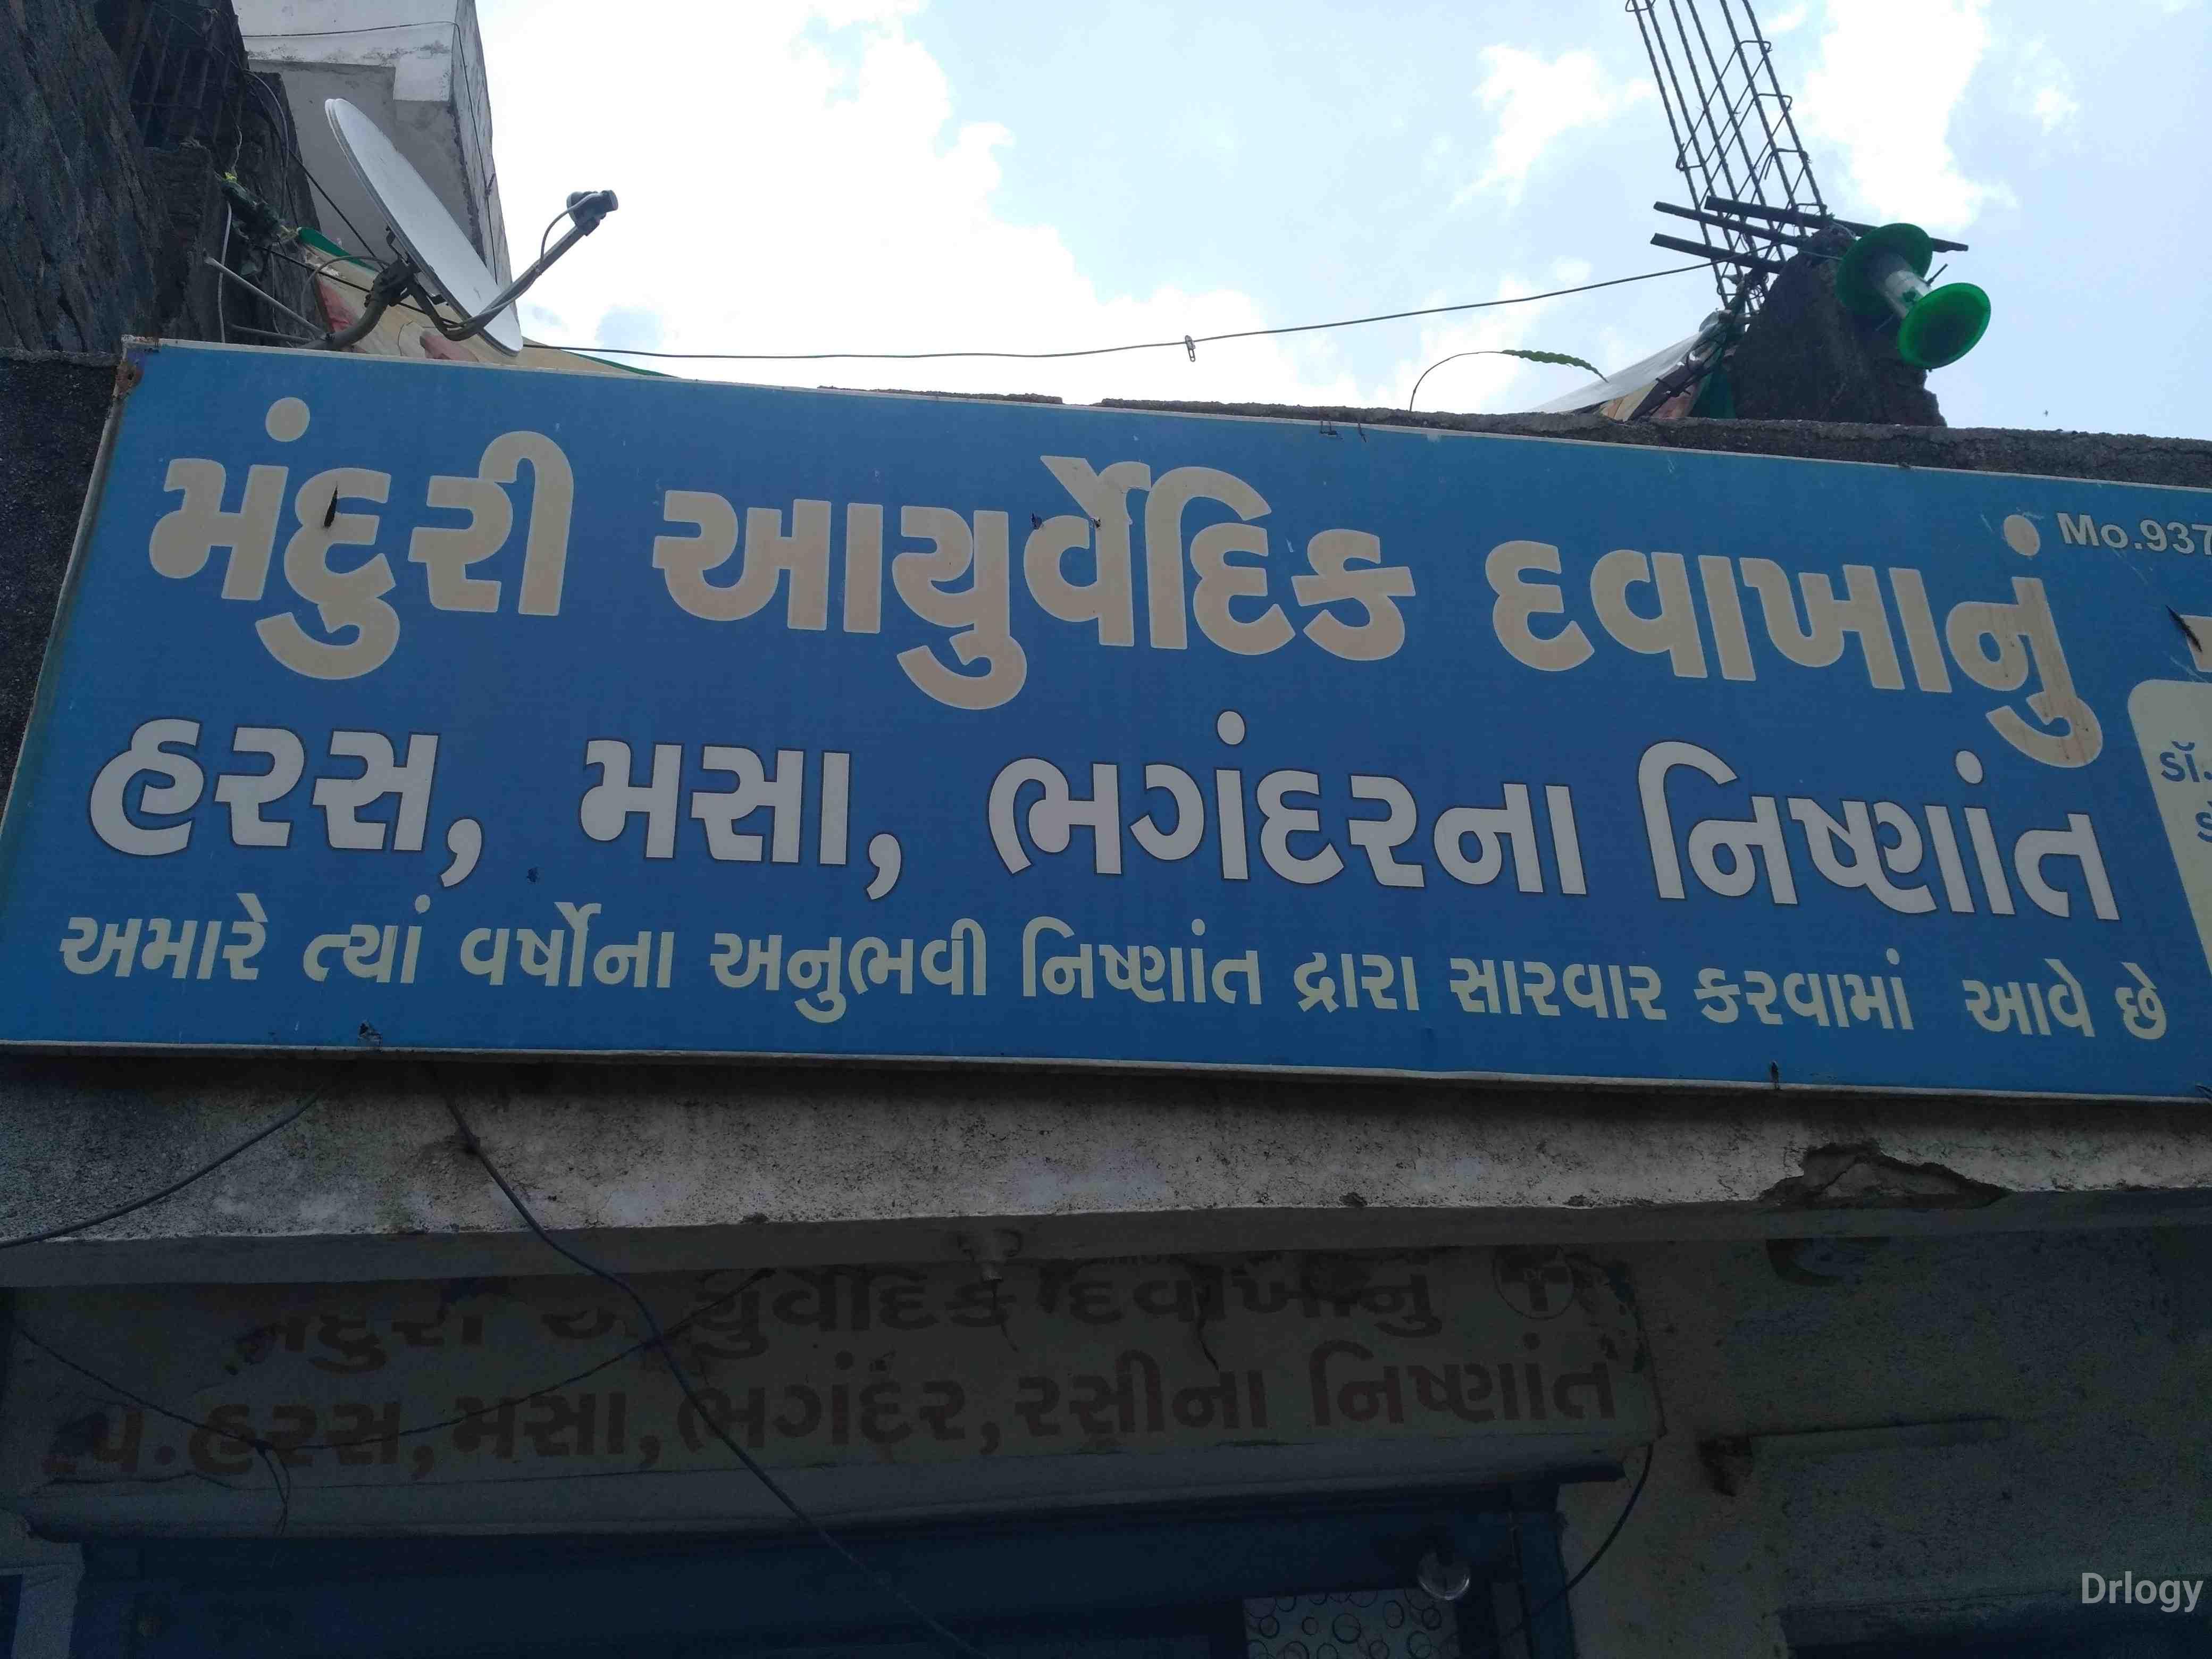 મંદુરી આયુર્વેદિક દવાખાનું
Mo.937
હરસ, મસા, ભગંદરના નિષ્ણાંત
ડૉ.
અમારે ત્યાં વર્ષોના અનુભવી નિષ્ણાંત દ્રારા સારવાર કરવામાં આવે છે
મંદુરી આયુર્વેદિક દવાખાનું
હરસ,મસા,ભગંદર,રસીના નિષ્ણાંત
Drlogy